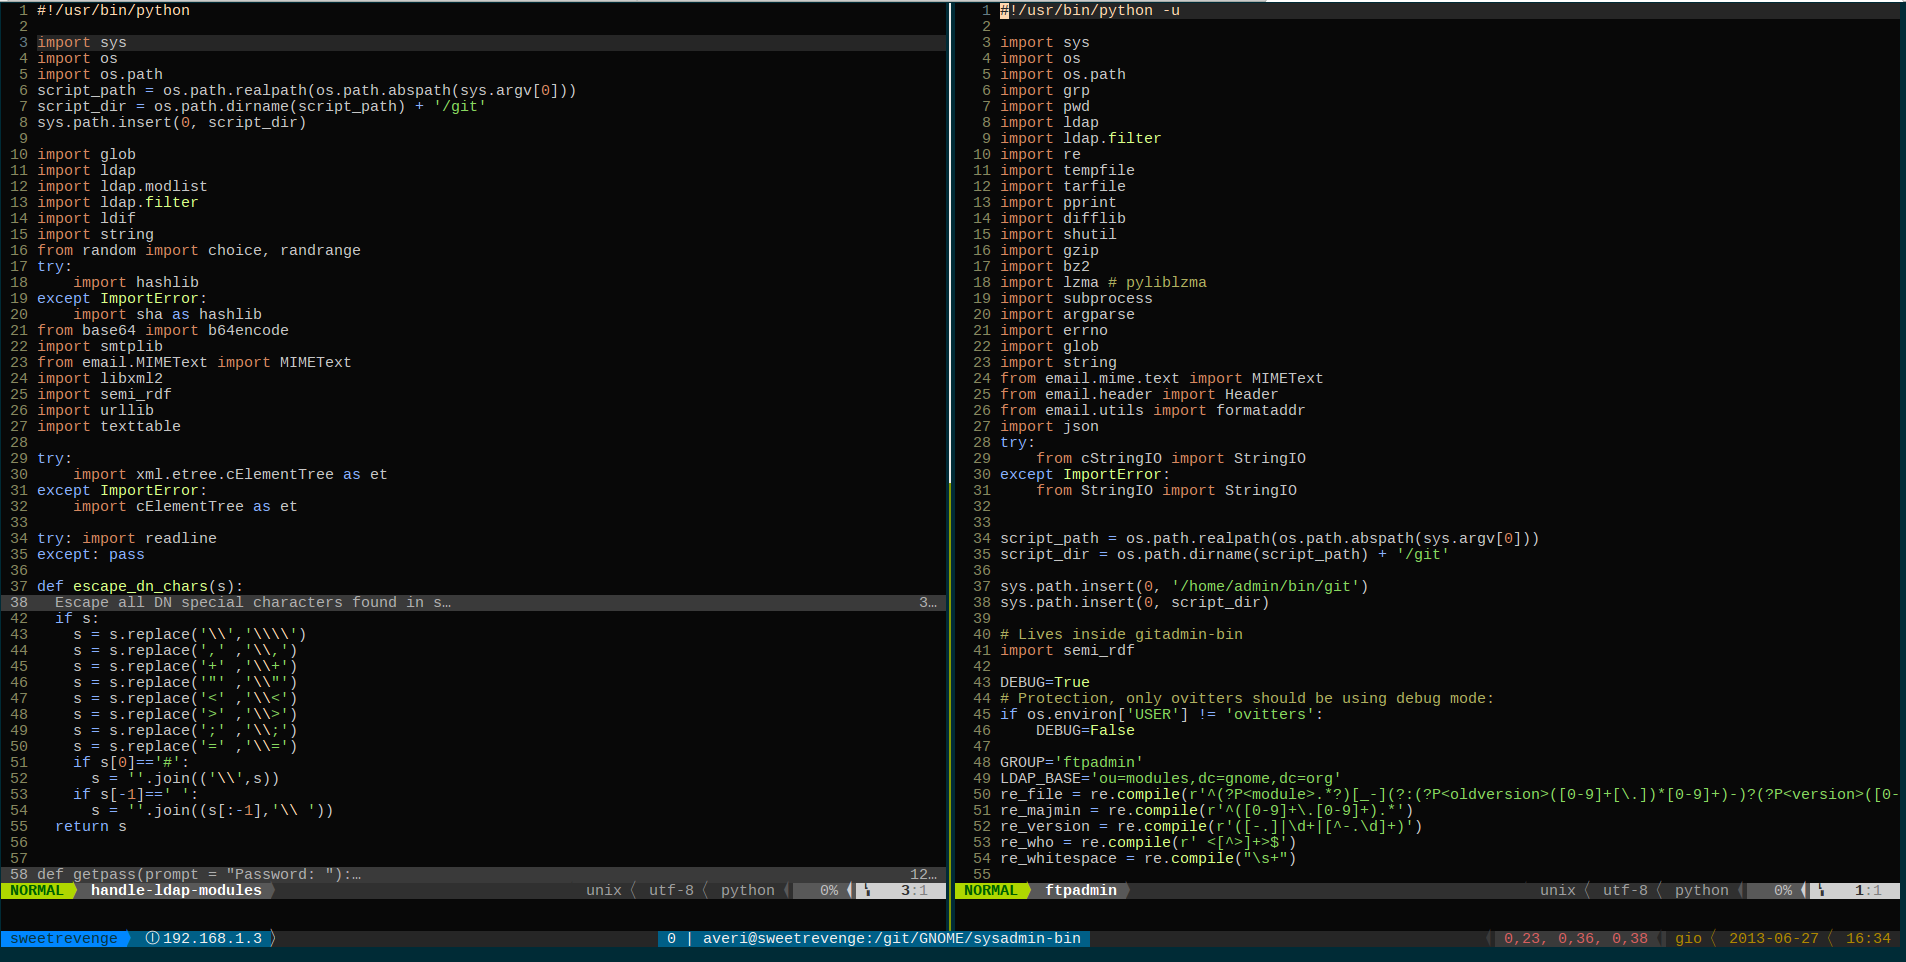 1 #!/usr/bin/python
2
3 import sys
4 import os
5 import os.path
6 script_path = os.path.realpath(os.path.abspath(sys.argv[0]))
7 script_dir = os.path.dirname(script_path) + '/git'
8 sys.path.insert(0, script_dir)
9
10 import glob
11 import ldap
12 import ldap.modlist
13 import ldap.filter
14 import ldif
15 import string
16 from random import choice, randrange
17 try:
18     import hashlib
19 except ImportError:
20     import sha as hashlib
21 from base64 import b64encode
22 import smtplib
23 from email.MIMEText import MIMEText
24 import libxml2
25 import semi_rdf
26 import urllib
27 import texttable
28
29 try:
30     import xml.etree.cElementTree as et
31 except ImportError:
32     import cElementTree as et
33
34 try: import readline
35 except: pass
36
37 def escape_dn_chars(s):
38   Escape all DN special characters found in s… 3…
42   if s:
43     s = s.replace('\\','\\\\')
44     s = s.replace(',' ,'\\,')
45     s = s.replace('+' ,'\\+')
46     s = s.replace('"' ,'\\"')
47     s = s.replace('<' ,'\\<')
48     s = s.replace('>' ,'\\>')
49     s = s.replace(';' ,'\\;')
50     s = s.replace('=' ,'\\=')
51     if s[0]=='#':
52       s = ''.join(('\\',s))
53     if s[-1]==' ':
54       s = ''.join((s[:-1],'\\ '))
55   return s
56
57
58 def getpass(prompt = "Password: "):… 12…
NORMAL handle-ldap-modules unix utf-8 python 0% 3:1
1 #!/usr/bin/python -u
2
3 import sys
4 import os
5 import os.path
6 import grp
7 import pwd
8 import ldap
9 import ldap.filter
10 import re
11 import tempfile
12 import tarfile
13 import pprint
14 import difflib
15 import shutil
16 import gzip
17 import bz2
18 import lzma # pyliblzma
19 import subprocess
20 import argparse
21 import errno
22 import glob
23 import string
24 from email.mime.text import MIMEText
25 from email.header import Header
26 from email.utils import formataddr
27 import json
28 try:
29     from cStringIO import StringIO
30 except ImportError:
31     from StringIO import StringIO
32
33
34 script_path = os.path.realpath(os.path.abspath(sys.argv[0]))
35 script_dir = os.path.dirname(script_path) + '/git'
36
37 sys.path.insert(0, '/home/admin/bin/git')
38 sys.path.insert(0, script_dir)
39
40 # Lives inside gitadmin-bin
41 import semi_rdf
42
43 DEBUG=True
44 # Protection, only ovitters should be using debug mode:
45 if os.environ['USER'] != 'ovitters':
46     DEBUG=False
47
48 GROUP='ftpadmin'
49 LDAP_BASE='ou=modules,dc=gnome,dc=org'
50 re_file = re.compile(r'^(?P<module>.*?)[_-](?:(?P<oldversion>([0-9]+[\.])*[0-9]+)-)?(?P<version>([0-
51 re_majmin = re.compile(r'^([0-9]+\.[0-9]+).*')
52 re_version = re.compile(r'([-.]|\d+|[^-.\d]+)')
53 re_who = re.compile(r' <[^>]+>$')
54 re_whitespace = re.compile("\s+")
55
NORMAL ftpadmin unix utf-8 python 0% 1:1
sweetrevenge Ⓘ 192.168.1.3 0 | averi@sweetrevenge:/git/GNOME/sysadmin-bin 0,23, 0,36, 0,38 gio 2013-06-27 16:34